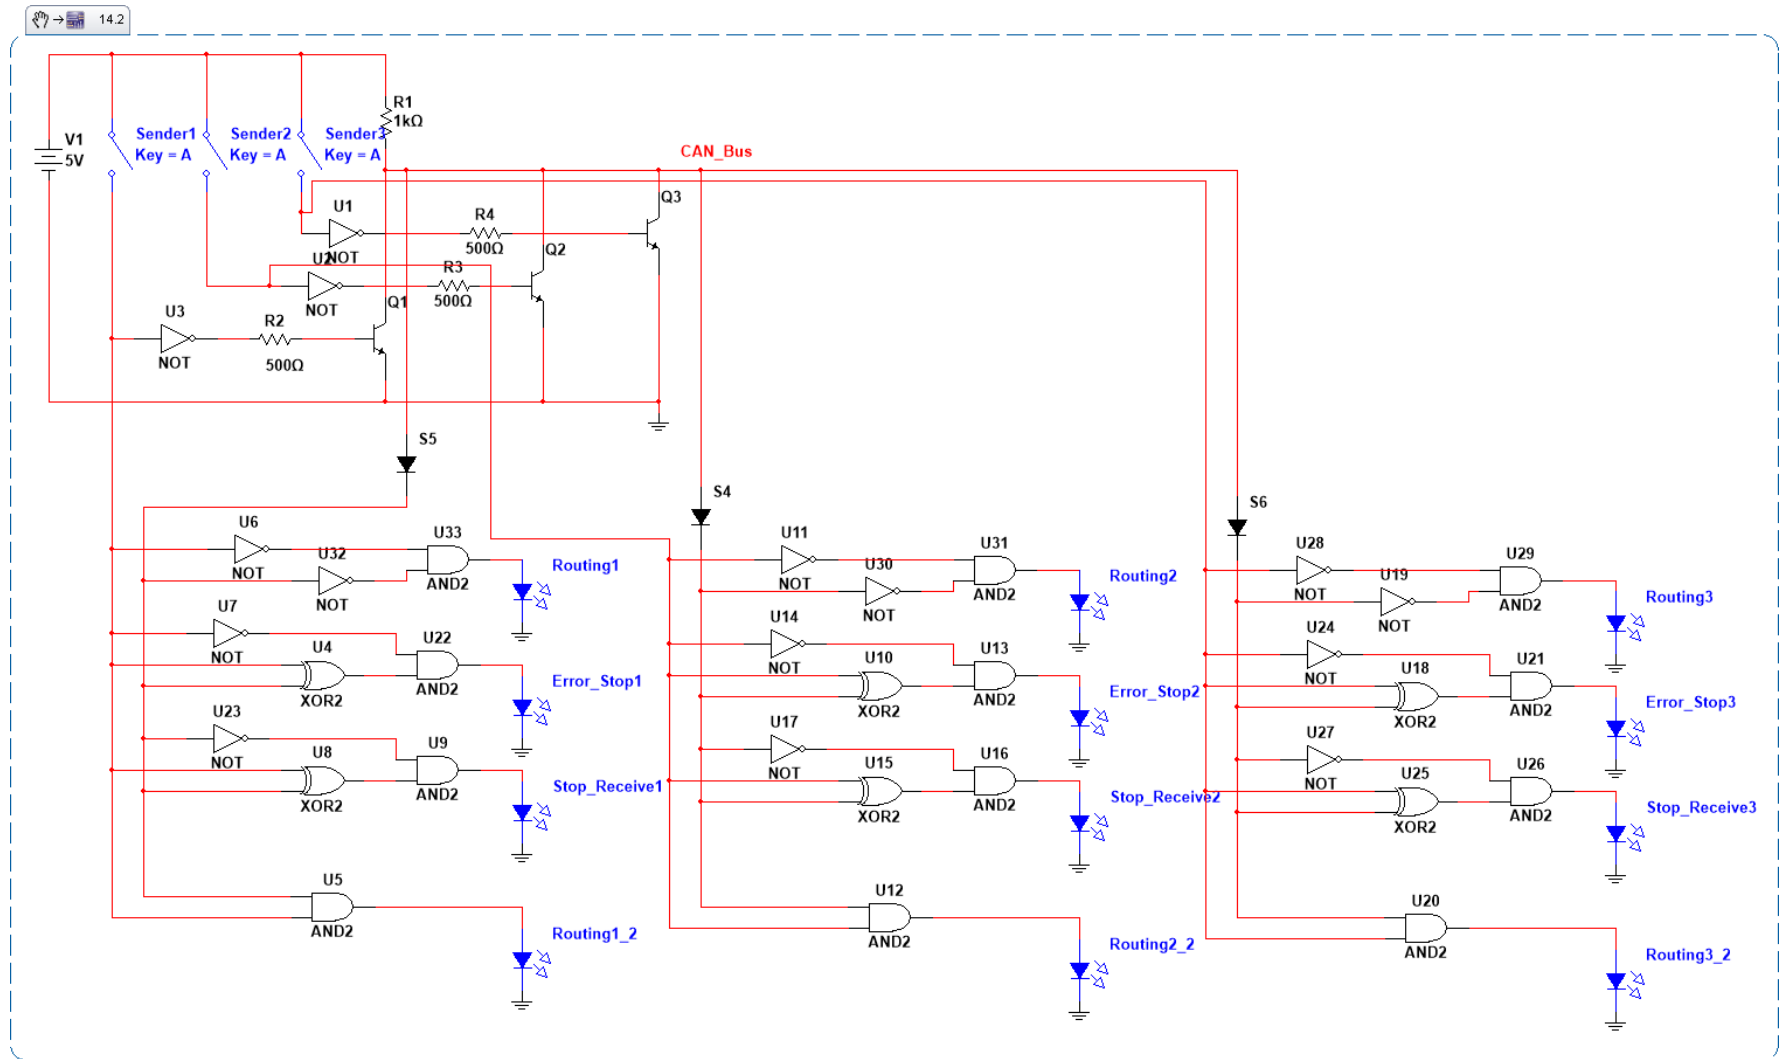 14.2
R1
1kΩ
V1
5V
Sender1
Key = A
Sender2
Key = A
Sender3
Key = A
CAN_Bus
Q3
U1
NOT
R4
500Ω
Q2
U2
NOT
R3
500Ω
Q1
U3
NOT
R2
500Ω
S5
S4
S6
U6
NOT
U32
NOT
U33
AND2
Routing1
U7
NOT
U4
XOR2
U22
AND2
Error_Stop1
U23
NOT
U8
XOR2
U9
AND2
Stop_Receive1
U5
AND2
Routing1_2
U11
NOT
U30
NOT
U31
AND2
Routing2
U14
NOT
U10
XOR2
U13
AND2
Error_Stop2
U17
NOT
U15
XOR2
U16
AND2
Stop_Receive2
U12
AND2
Routing2_2
U28
NOT
U19
NOT
U29
AND2
Routing3
U24
NOT
U18
XOR2
U21
AND2
Error_Stop3
U27
NOT
U25
XOR2
U26
AND2
Stop_Receive3
U20
AND2
Routing3_2